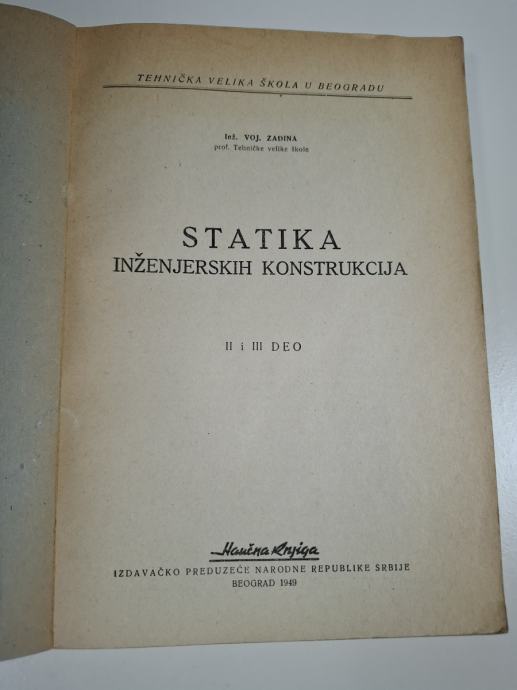 TEHNIČKA VELIKA ŠKOLA U BEOGRADU
Inž. VOJ. ZAĐINA
prof. Tehničke velike škole
STATIKA
INŽENJERSKIH KONSTRUKCIJA
II i III DEO
Naučna knjiga
IZDAVAČKO PREDUZEĆE NARODNE REPUBLIKE SRBIJE
BEOGRAD 1949